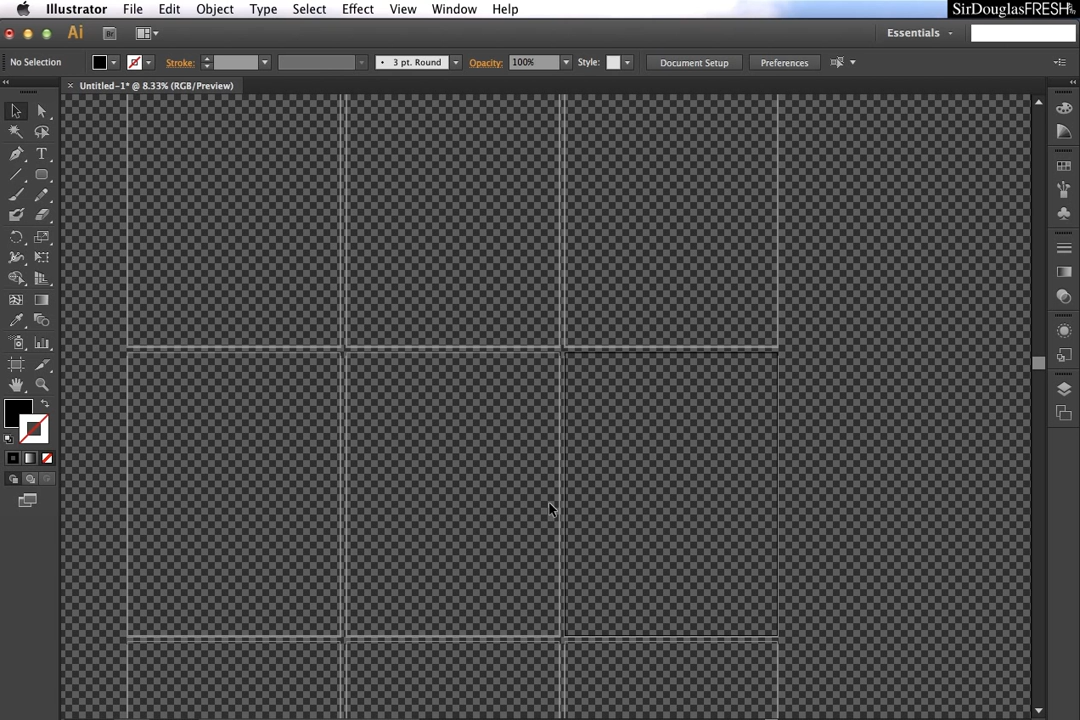 Illustrator File Edit Object Type Select Effect View Window Help
SirDouglasFRESH
Ai Br Essentials
No Selection Stroke: 3 pt. Round Opacity: 100% Style: Document Setup Preferences
× Untitled-1* @ 8.33% (RGB/Preview)
T